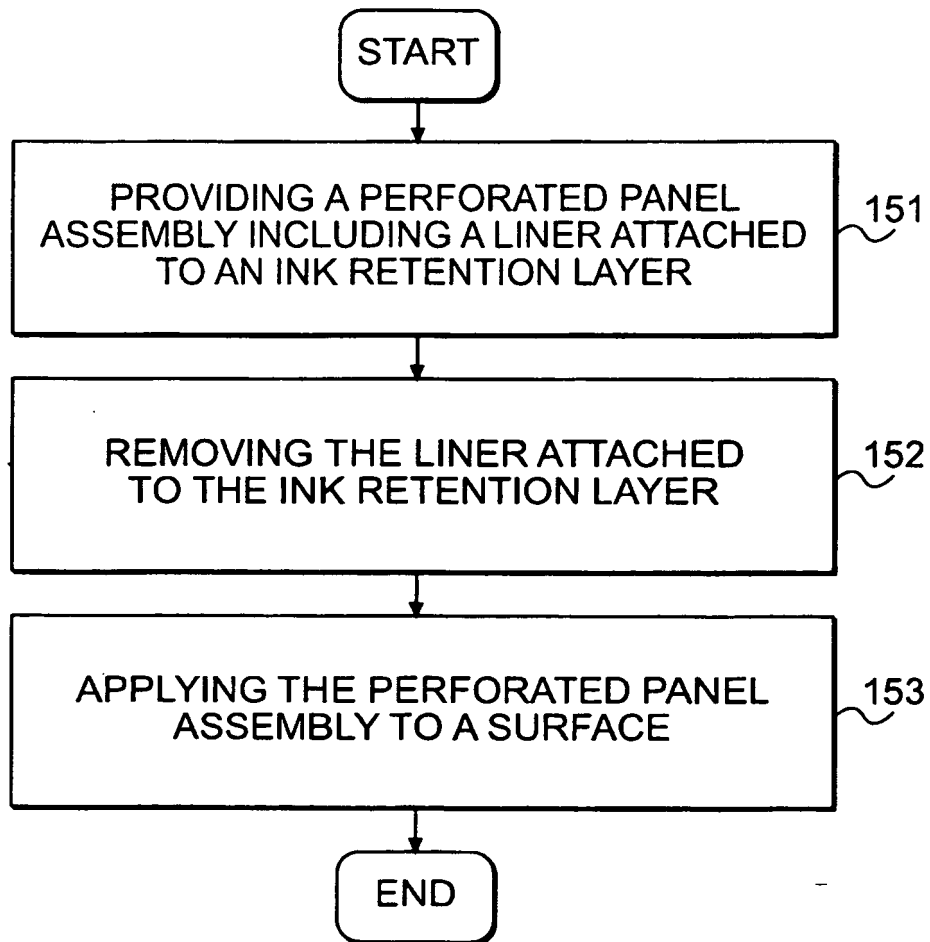 START
PROVIDING A PERFORATED PANEL
ASSEMBLY INCLUDING A LINER ATTACHED
TO AN INK RETENTION LAYER
151
REMOVING THE LINER ATTACHED
TO THE INK RETENTION LAYER
152
APPLYING THE PERFORATED PANEL
ASSEMBLY TO A SURFACE
153
END